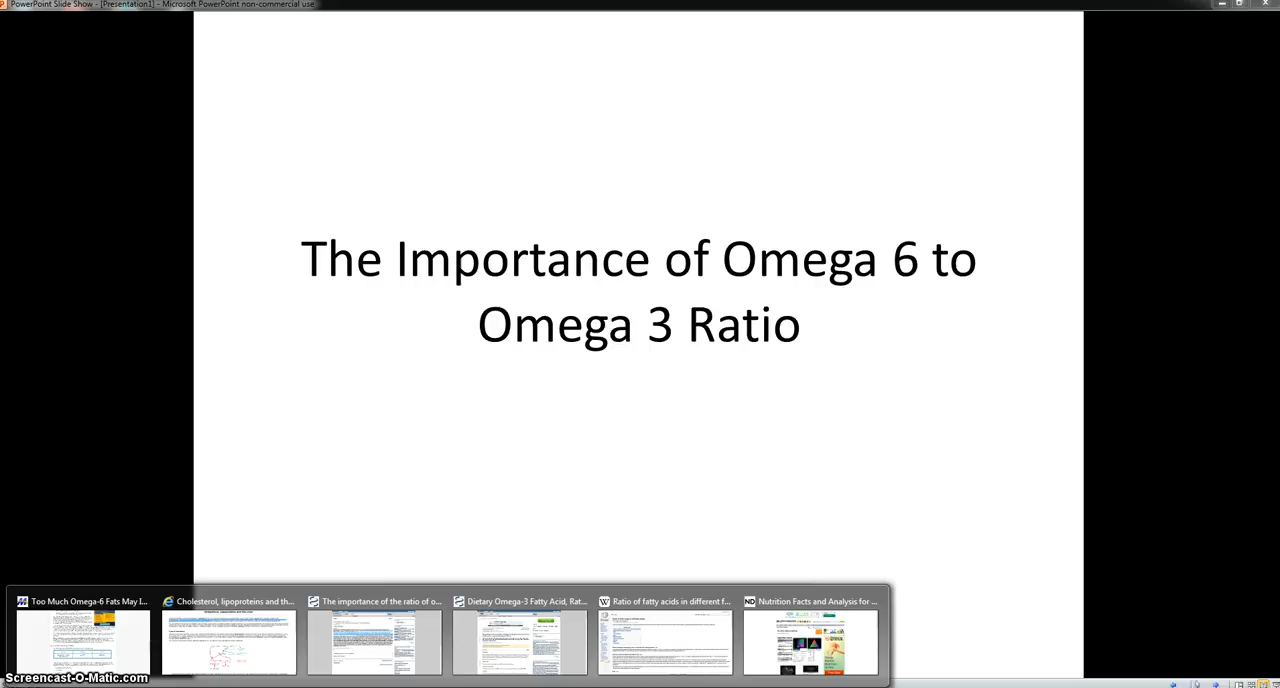 PowerPoint Slide Show - [Presentation1] - Microsoft PowerPoint non-commercial use
The Importance of Omega 6 to
Omega 3 Ratio
Too Much Omega-6 Fats May I...
Cholesterol, lipoproteins and th...
The importance of the ratio of o...
Dietary Omega-3 Fatty Acid, Rat...
Ratio of fatty acids in different f...
ND Nutrition Facts and Analysis for ...
Screencast-O-Matic.com